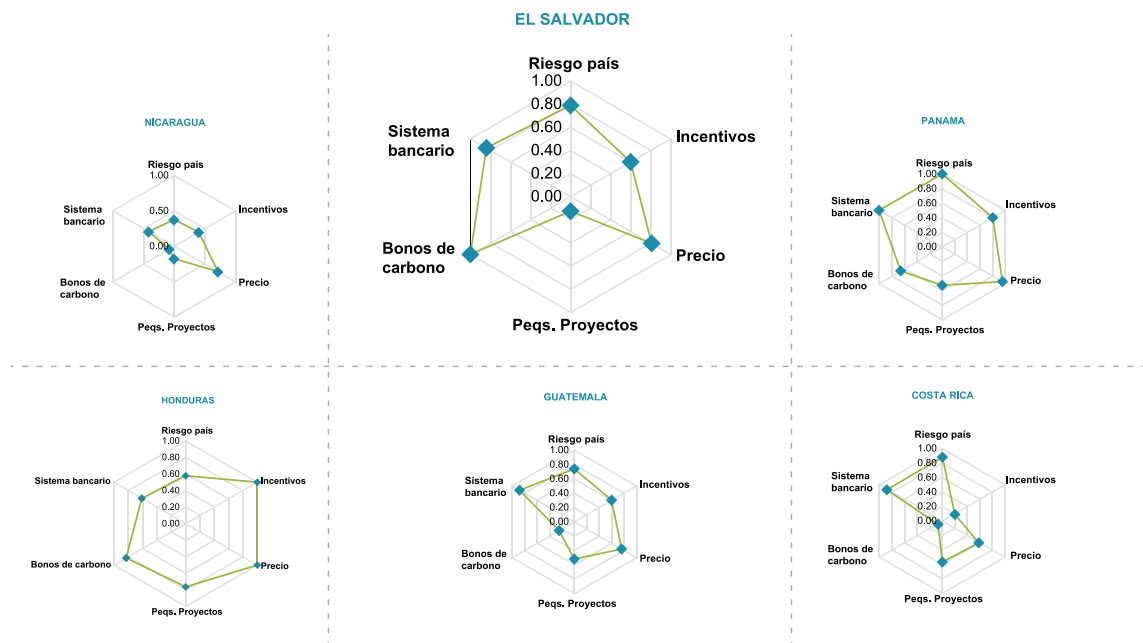 EL SALVADOR
Riesgo país
1.00
0.80
0.60
0.40
0.20
0.00
Incentivos
Precio
Peqs. Proyectos
Bonos de
carbono
Sistema
bancario
NICARAGUA
Riesgo país
1.00
0.50
0.00
Incentivos
Precio
Peqs. Proyectos
Bonos de
carbono
Sistema
bancario
PANAMA
Riesgo país
1.00
0.80
0.60
0.40
0.20
0.00
Incentivos
Precio
Peqs. Proyectos
Bonos de
carbono
Sistema
bancario
HONDURAS
Riesgo país
1.00
0.80
0.60
0.40
0.20
0.00
Incentivos
Precio
Peqs. Proyectos
Bonos de carbono
Sistema bancario
GUATEMALA
Riesgo país
1.00
0.80
0.60
0.40
0.20
0.00
Incentivos
Precio
Peqs. Proyectos
Bonos de
carbono
Sistema
bancario
COSTA RICA
Riesgo país
1.00
0.80
0.60
0.40
0.20
0.00
Incentivos
Precio
Peqs. Proyectos
Bonos de
carbono
Sistema
bancario